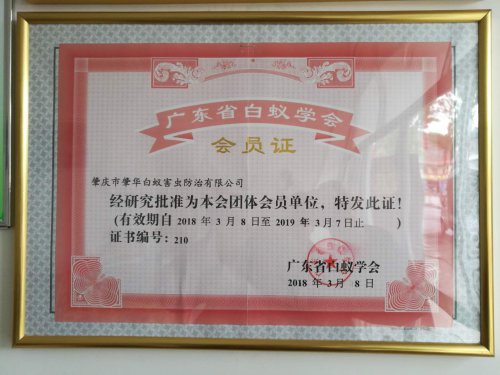 广东省白蚁学会
会员证
肇庆市肇华白蚁害虫防治有限公司
经研究批准为本会团体会员单位，特发此证！
(有效期自 2018 年 3 月 8 日至 2019 年 3 月 7 日止 )
证书编号：210
广东省白蚁学会
2018 年 3 月 8 日